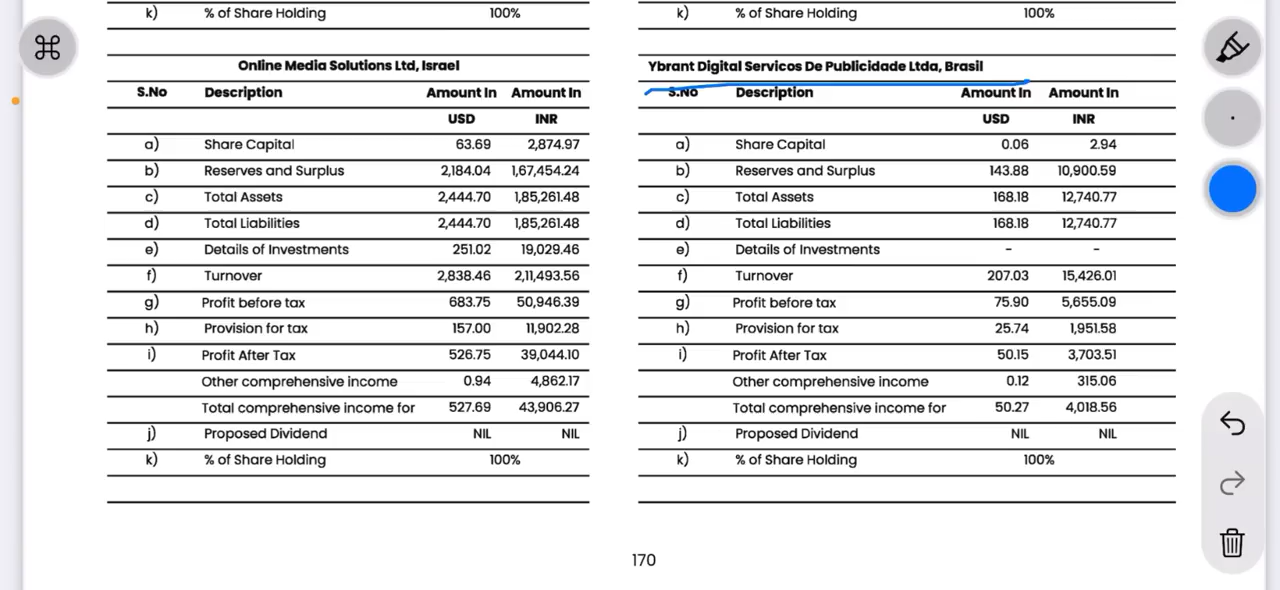 k) % of Share Holding 100%
k) % of Share Holding 100%
Online Media Solutions Ltd, Israel
S.No Description Amount In Amount In
USD INR
a) Share Capital 63.69 2,874.97
b) Reserves and Surplus 2,184.04 1,67,454.24
c) Total Assets 2,444.70 1,85,261.48
d) Total Liabilities 2,444.70 1,85,261.48
e) Details of Investments 251.02 19,029.46
f) Turnover 2,838.46 2,11,493.56
g) Profit before tax 683.75 50,946.39
h) Provision for tax 157.00 11,902.28
i) Profit After Tax 526.75 39,044.10
Other comprehensive income 0.94 4,862.17
Total comprehensive income for 527.69 43,906.27
j) Proposed Dividend NIL NIL
k) % of Share Holding 100%
Ybrant Digital Servicos De Publicidade Ltda, Brasil
S.No Description Amount In Amount In
USD INR
a) Share Capital 0.06 2.94
b) Reserves and Surplus 143.88 10,900.59
c) Total Assets 168.18 12,740.77
d) Total Liabilities 168.18 12,740.77
e) Details of Investments - -
f) Turnover 207.03 15,426.01
g) Profit before tax 75.90 5,655.09
h) Provision for tax 25.74 1,951.58
i) Profit After Tax 50.15 3,703.51
Other comprehensive income 0.12 315.06
Total comprehensive income for 50.27 4,018.56
j) Proposed Dividend NIL NIL
k) % of Share Holding 100%
170